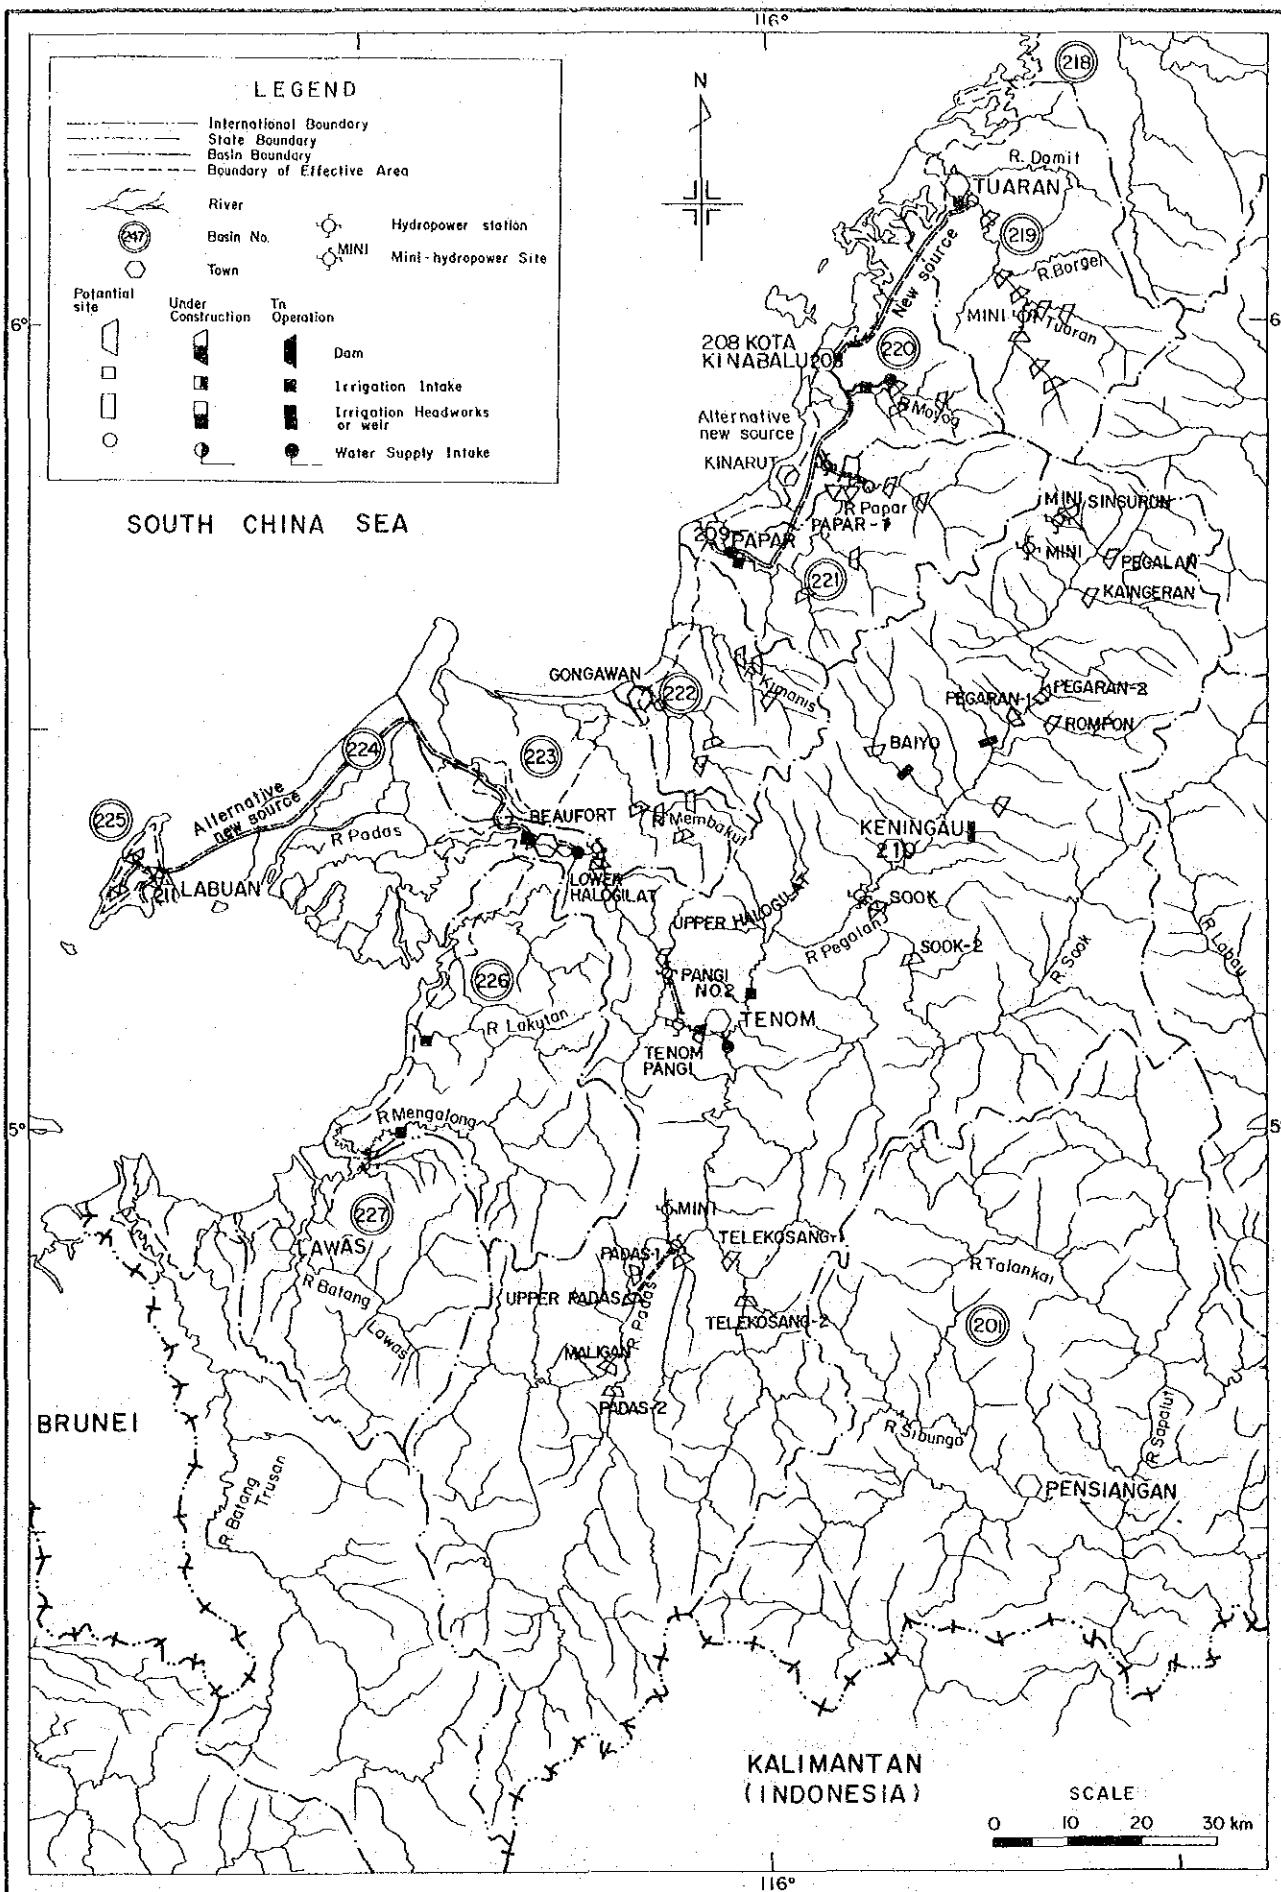 116°
LEGEND
International Boundary
State Boundary
Basin Boundary
Boundary of Effective Area
River
247
Basin No.
Town
Hydropower station
MINI
Mini-hydropower Site
Potential
site
Under
Construction
Tn
Operation
Dam
Irrigation Intake
Irrigation Headworks
or weir
Water Supply Intake
N
218
R. Damit
TUARAN
219
New source
R.Borgel
MINI
R Tuaran
6°
6
208 KOTA
KINABALU208
220
R Moyog
Alternative
new source
KINARUT
R Papar
PAPAR-1
MINI
SINSURON
SOUTH CHINA SEA
209
PAPAR
MINI
PEGALAN
221
KAINGERAN
GONGAWAN
222
R Kimanis
PEGARAN-2
PEGARAN-1
ROMPON
224
223
BAIYO
225
Alternative
new source
BEAUFORT
R Padas
R Membakut
KENINGAU
210
LOWER
HALOGILAT
211
LABUAN
UPPER HALOGILAT
SOOK
R Pegalan
SOOK-2
R Sook
R Labau
226
PANGI
NO.2
R Lakutan
TENOM
TENOM
PANGI
R Mengalong
5°
5
227
MINI
LAWAS
PADAS-1
TELEKOSANG-1
R Talankai
R Batang
Lawas
UPPER PADAS
R. Padas
TELEKOSANG-2
201
MALIGAN
PADAS-2
BRUNEI
R Sibungo
R Sapalut
R Batang
Trusan
PENSIANGAN
KALIMANTAN
(INDONESIA)
SCALE
0 10 20 30 km
116°